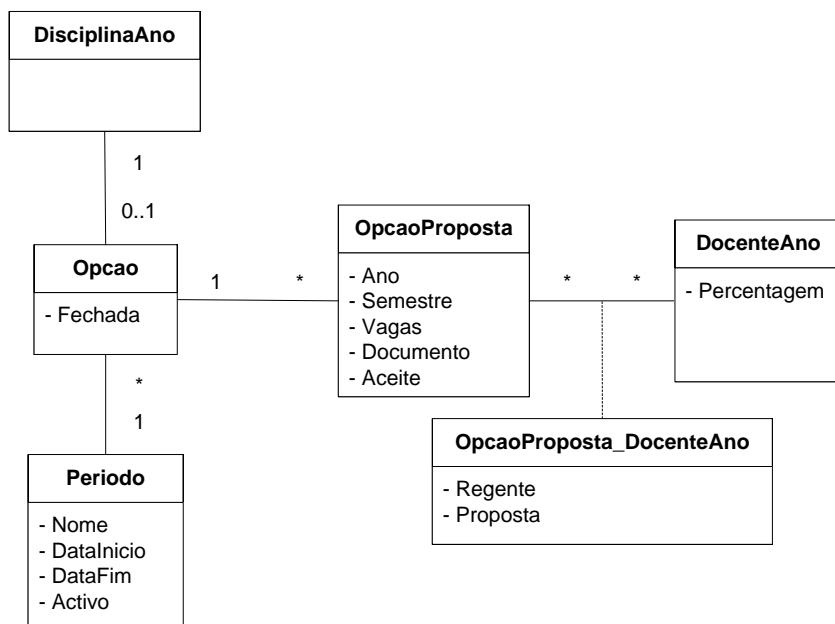 DisciplinaAno
1
0..1
Opcao
- Fechada
1
*
OpcaoProposta
- Ano
- Semestre
- Vagas
- Documento
- Aceite
*
*
DocenteAno
- Percentagem
*
1
Periodo
- Nome
- DataInicio
- DataFim
- Activo
OpcaoProposta_DocenteAno
- Regente
- Proposta